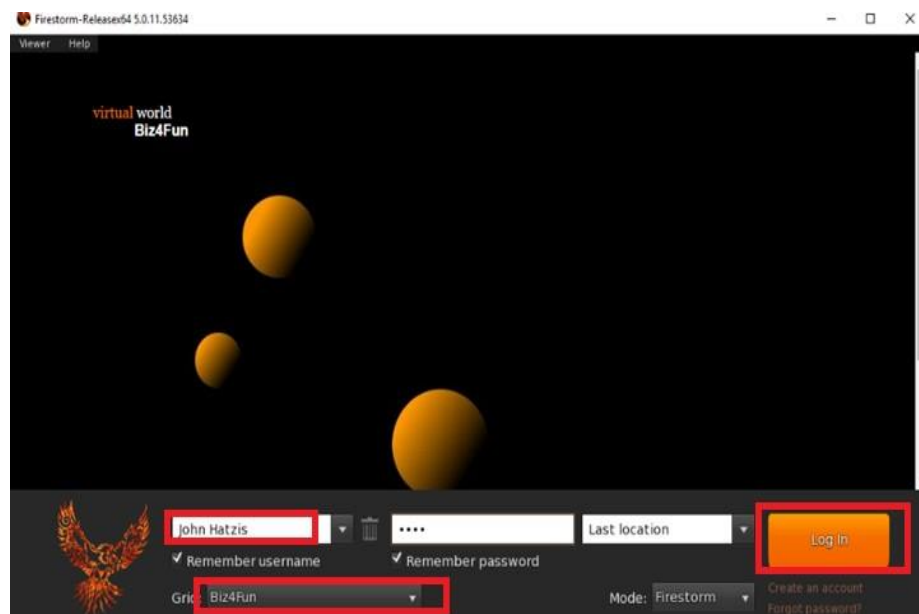 Firestorm-Releasex64 5.0.11.53634
Viewer Help
virtual world
Biz4Fun
John Hatzis •••• Last location Log In
Remember username Remember password
Create an account
Grid: Biz4Fun Mode: Firestorm
Forgot password?